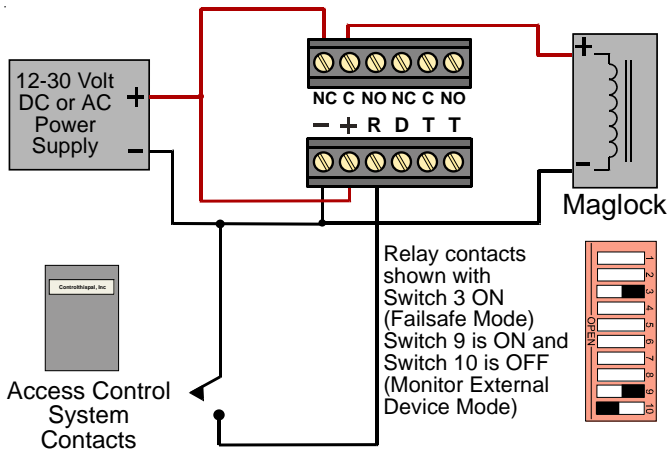 12-30 Volt
DC or AC
Power
Supply
+
−
NC C NO NC C NO
− + R D T T
+
−
Maglock
Controlthispal, Inc
Access Control
System
Contacts
Relay contacts
shown with
Switch 3 ON
(Failsafe Mode)
Switch 9 is ON and
Switch 10 is OFF
(Monitor External
Device Mode)
OPEN
1
2
3
4
5
6
7
8
9
10